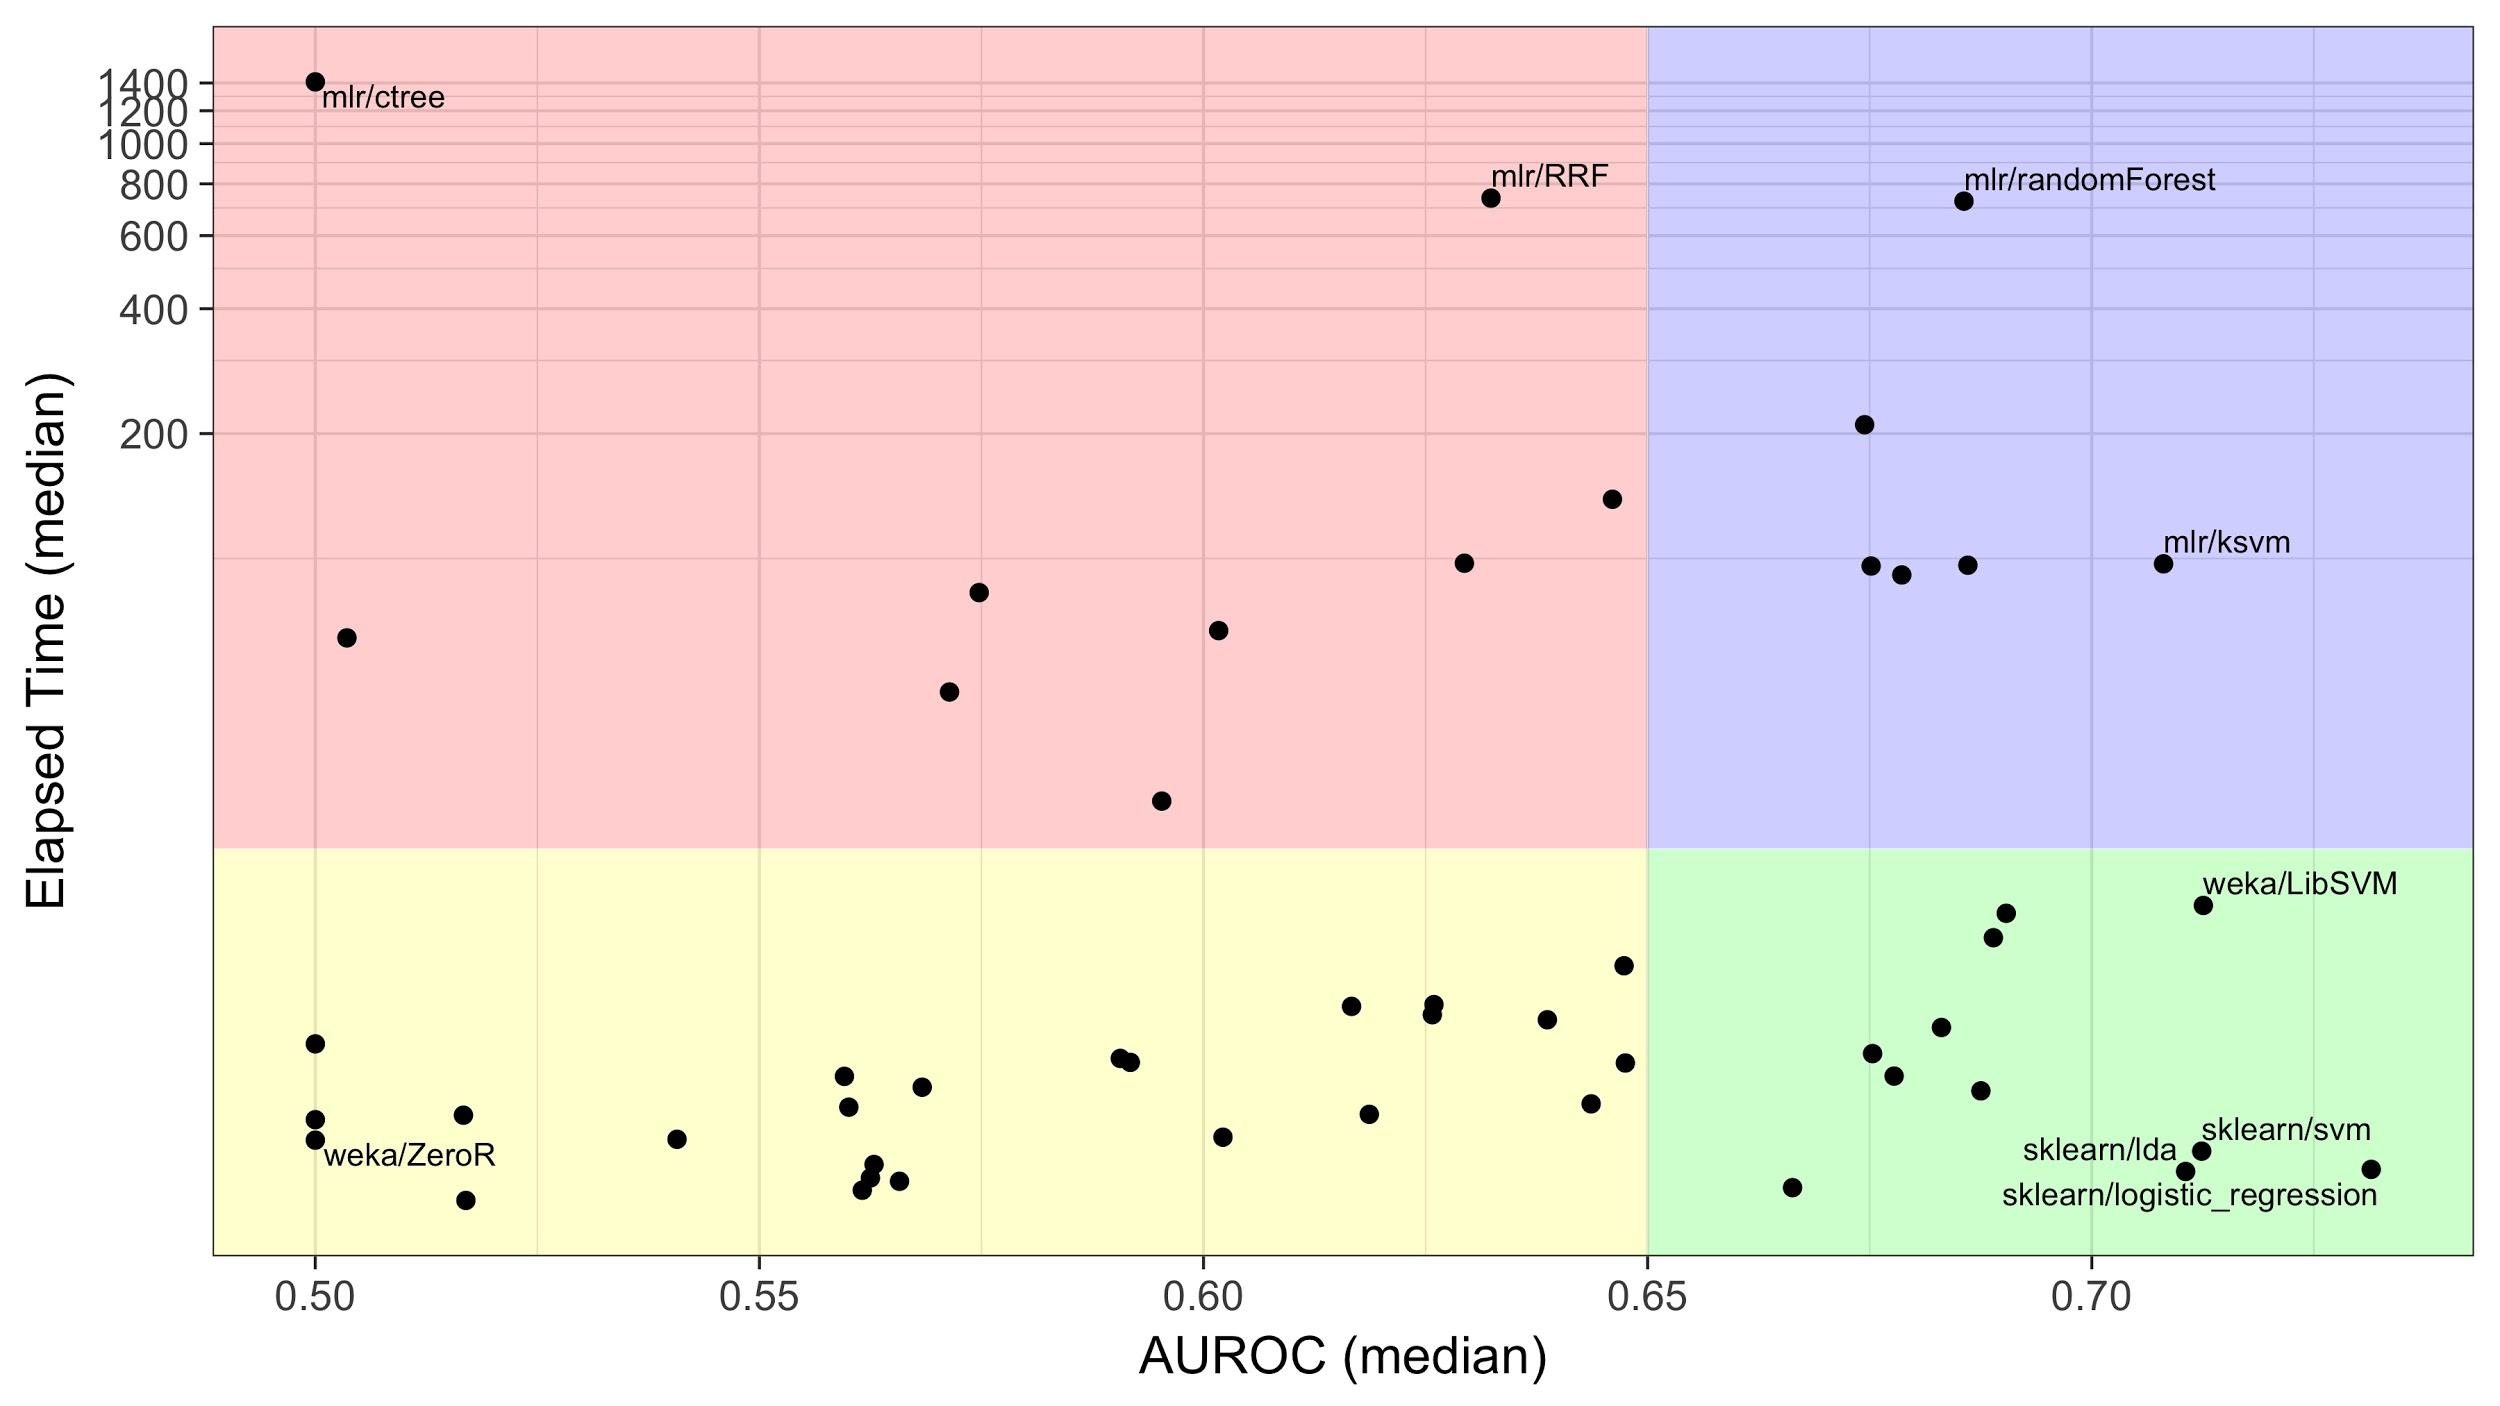 1400
1200
1000
800
600
400
200
Elapsed Time (median)
mlr/ctree
mlr/RRF
mlr/randomForest
mlr/ksvm
weka/LibSVM
sklearn/svm
sklearn/lda
weka/ZeroR
sklearn/logistic_regression
0.50
0.55
0.60
0.65
0.70
AUROC (median)